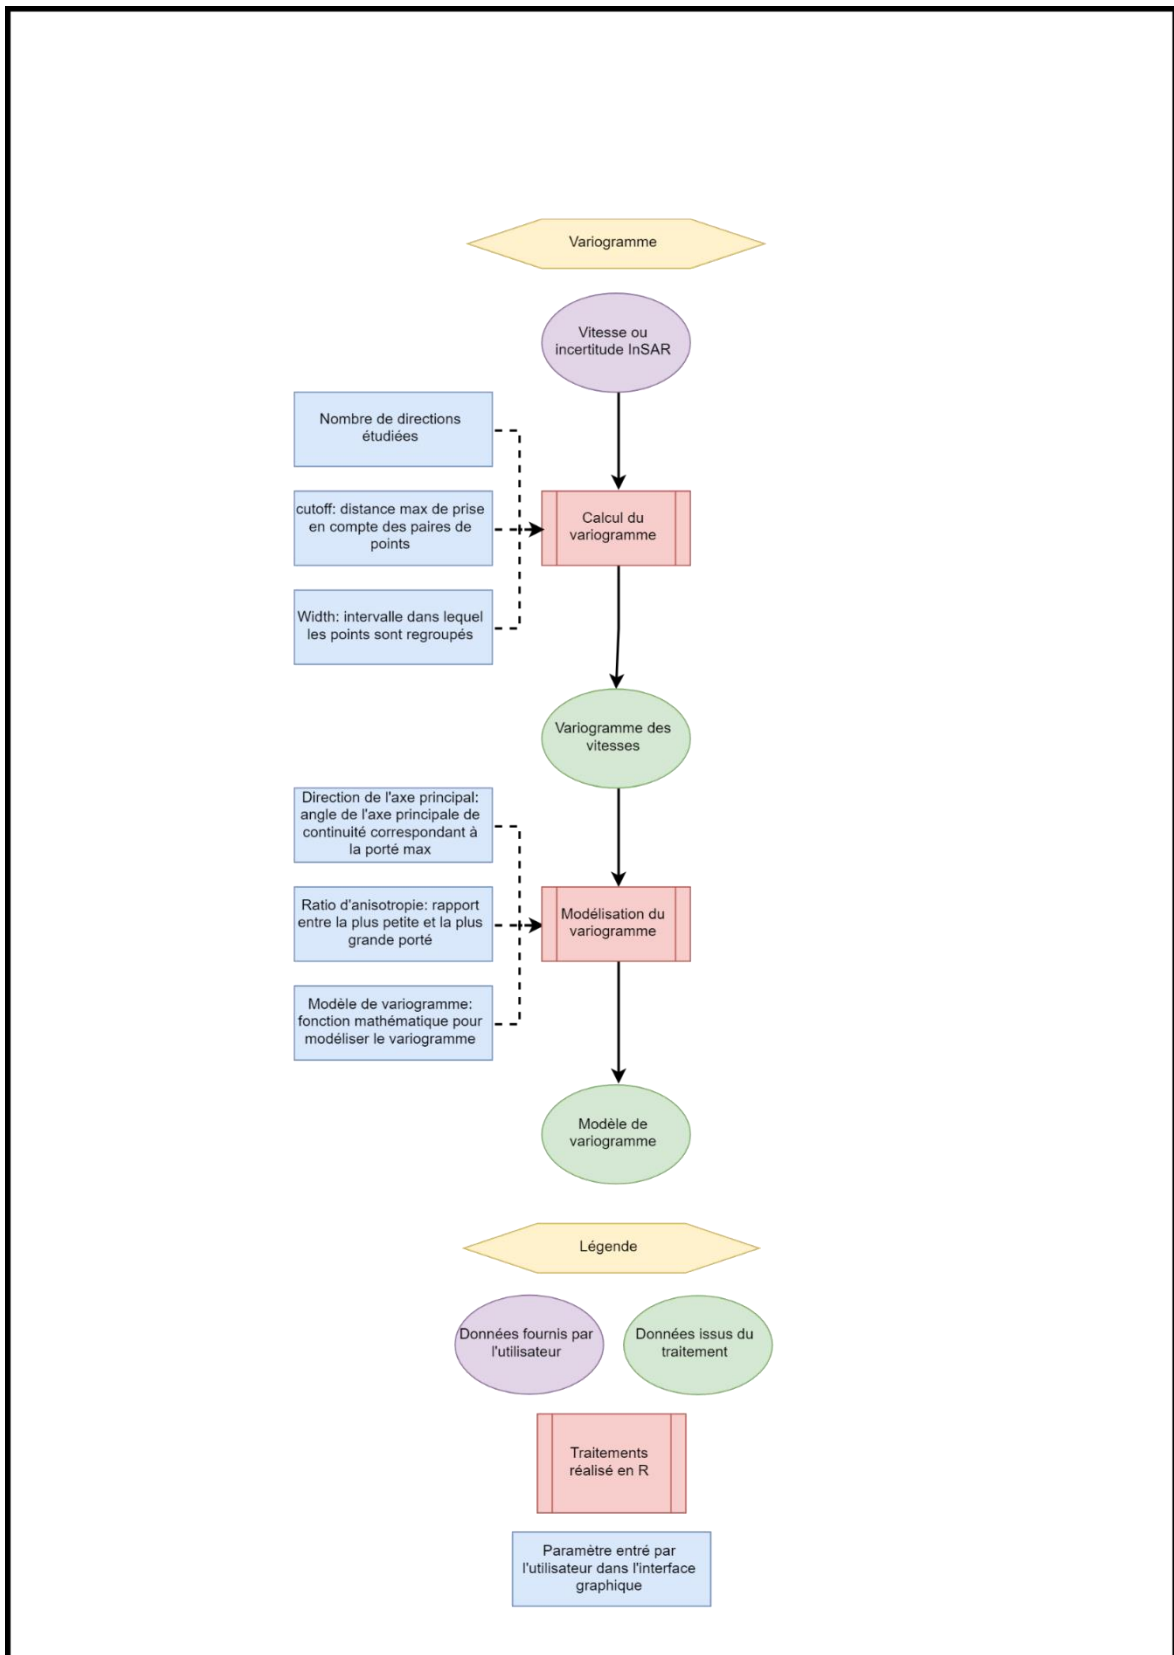 Variogramme
Vitesse ou
incertitude InSAR
Nombre de directions
étudiées
cutoff: distance max de prise
en compte des paires de
points
Calcul du
variogramme
Width: intervalle dans lequel
les points sont regroupés
Variogramme des
vitesses
Direction de l'axe principal:
angle de l'axe principale de
continuité correspondant à
la porté max
Ratio d'anisotropie: rapport
entre la plus petite et la plus
grande porté
Modélisation du
variogramme
Modèle de variogramme:
fonction mathématique pour
modéliser le variogramme
Modèle de
variogramme
Légende
Données fournis par
l'utilisateur
Données issus du
traitement
Traitements
réalisé en R
Paramètre entré par
l'utilisateur dans l'interface
graphique